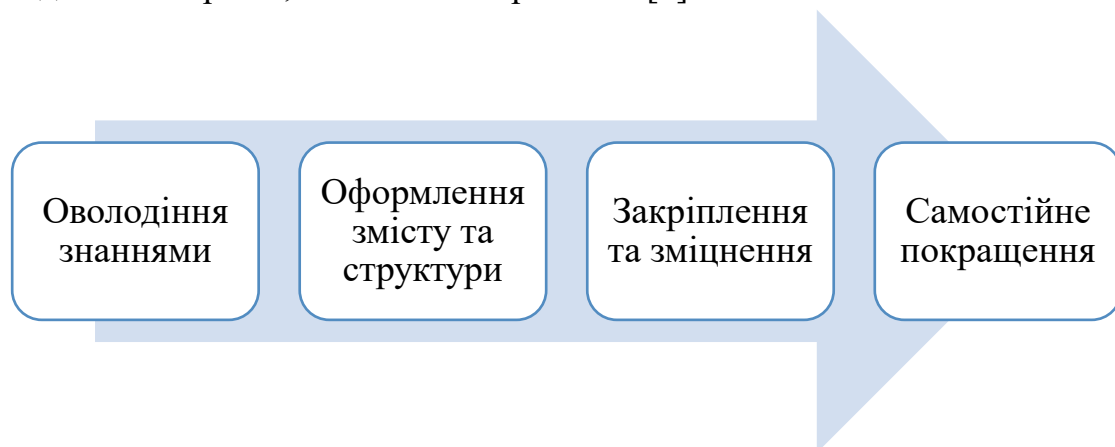 Оволодіння
знаннями
Оформлення
змісту та
структури
Закріплення
та зміцнення
Самостійне
покращення